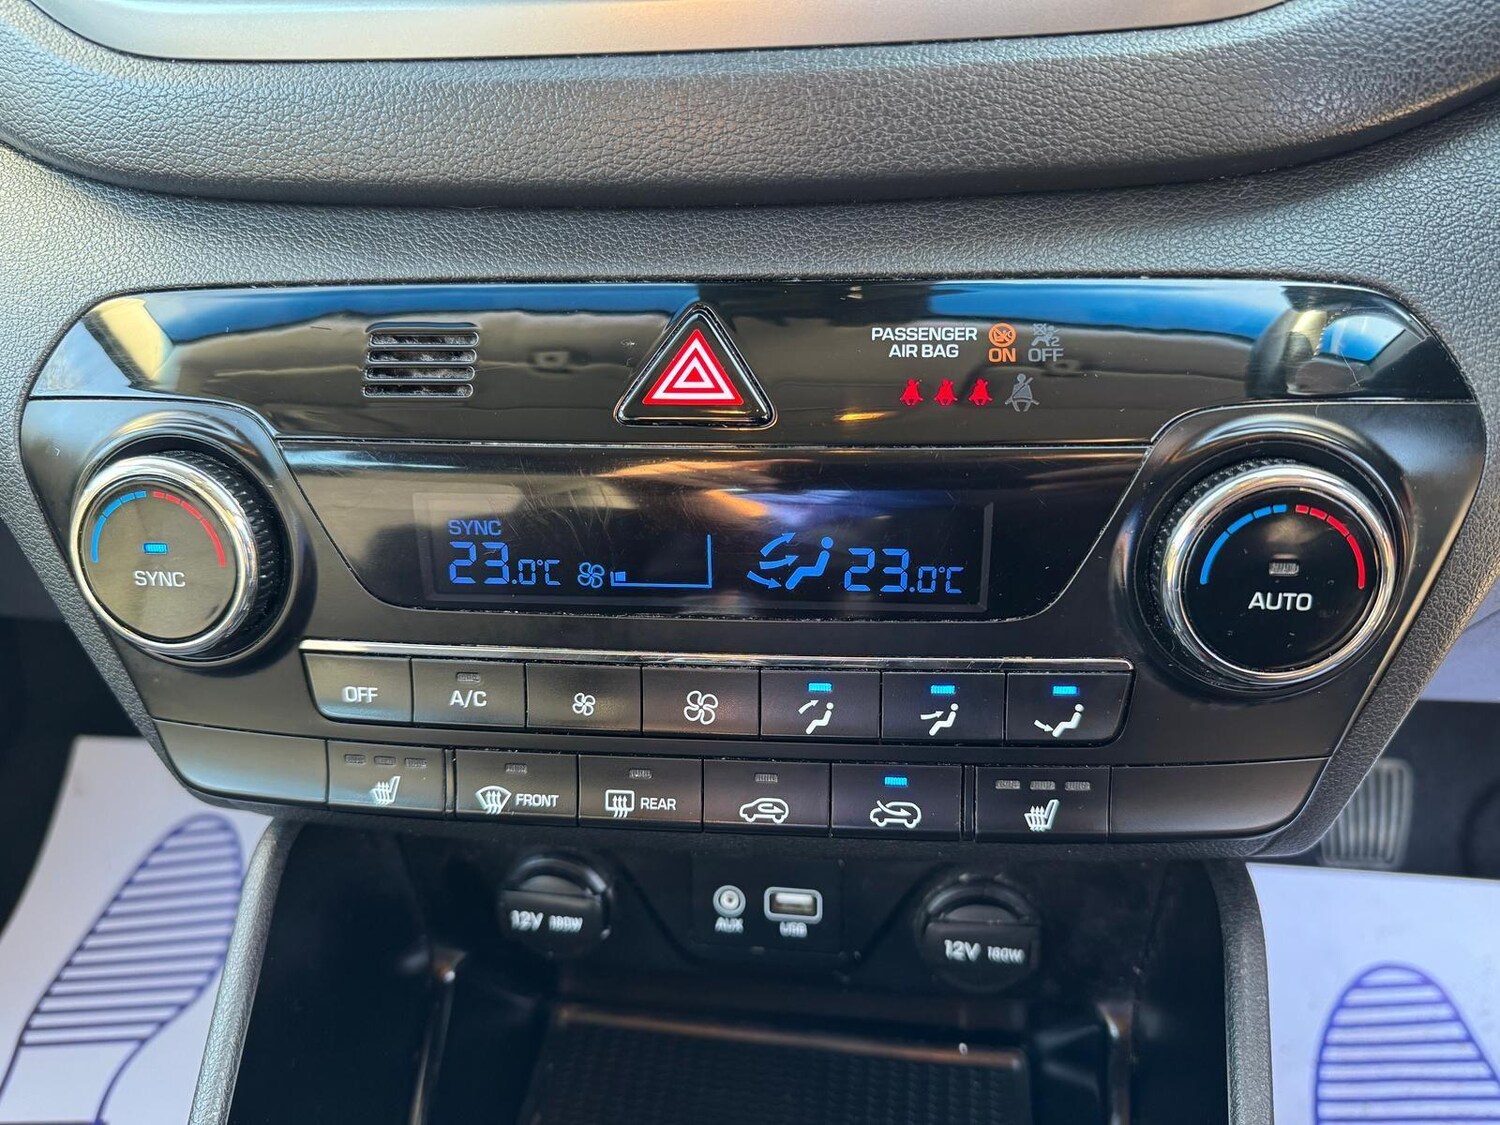 PASSENGER
AIR BAG
ON
2
OFF
SYNC
23.0°C
23.0°C
SYNC
AUTO
OFF
A/C
FRONT
REAR
12V 180W
AUX
USB
12V 180W